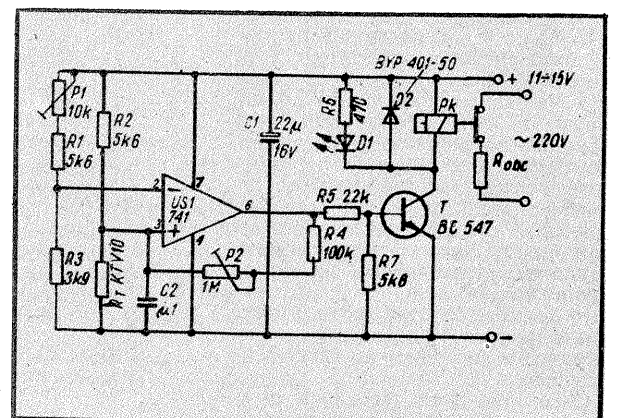 BYP 401-50
+ 11÷15V
P1
10k
R1
5k6
R2
5k6
C1
22µ
16V
R6
470
D1
D2
Pk
~220V
Robc
2
7
US1
741
6
3
4
R5 22k
T
BC 547
R3
3k9
RT KTY10
C2
µ1
P2
1M
R4
100k
R7
5k6
−